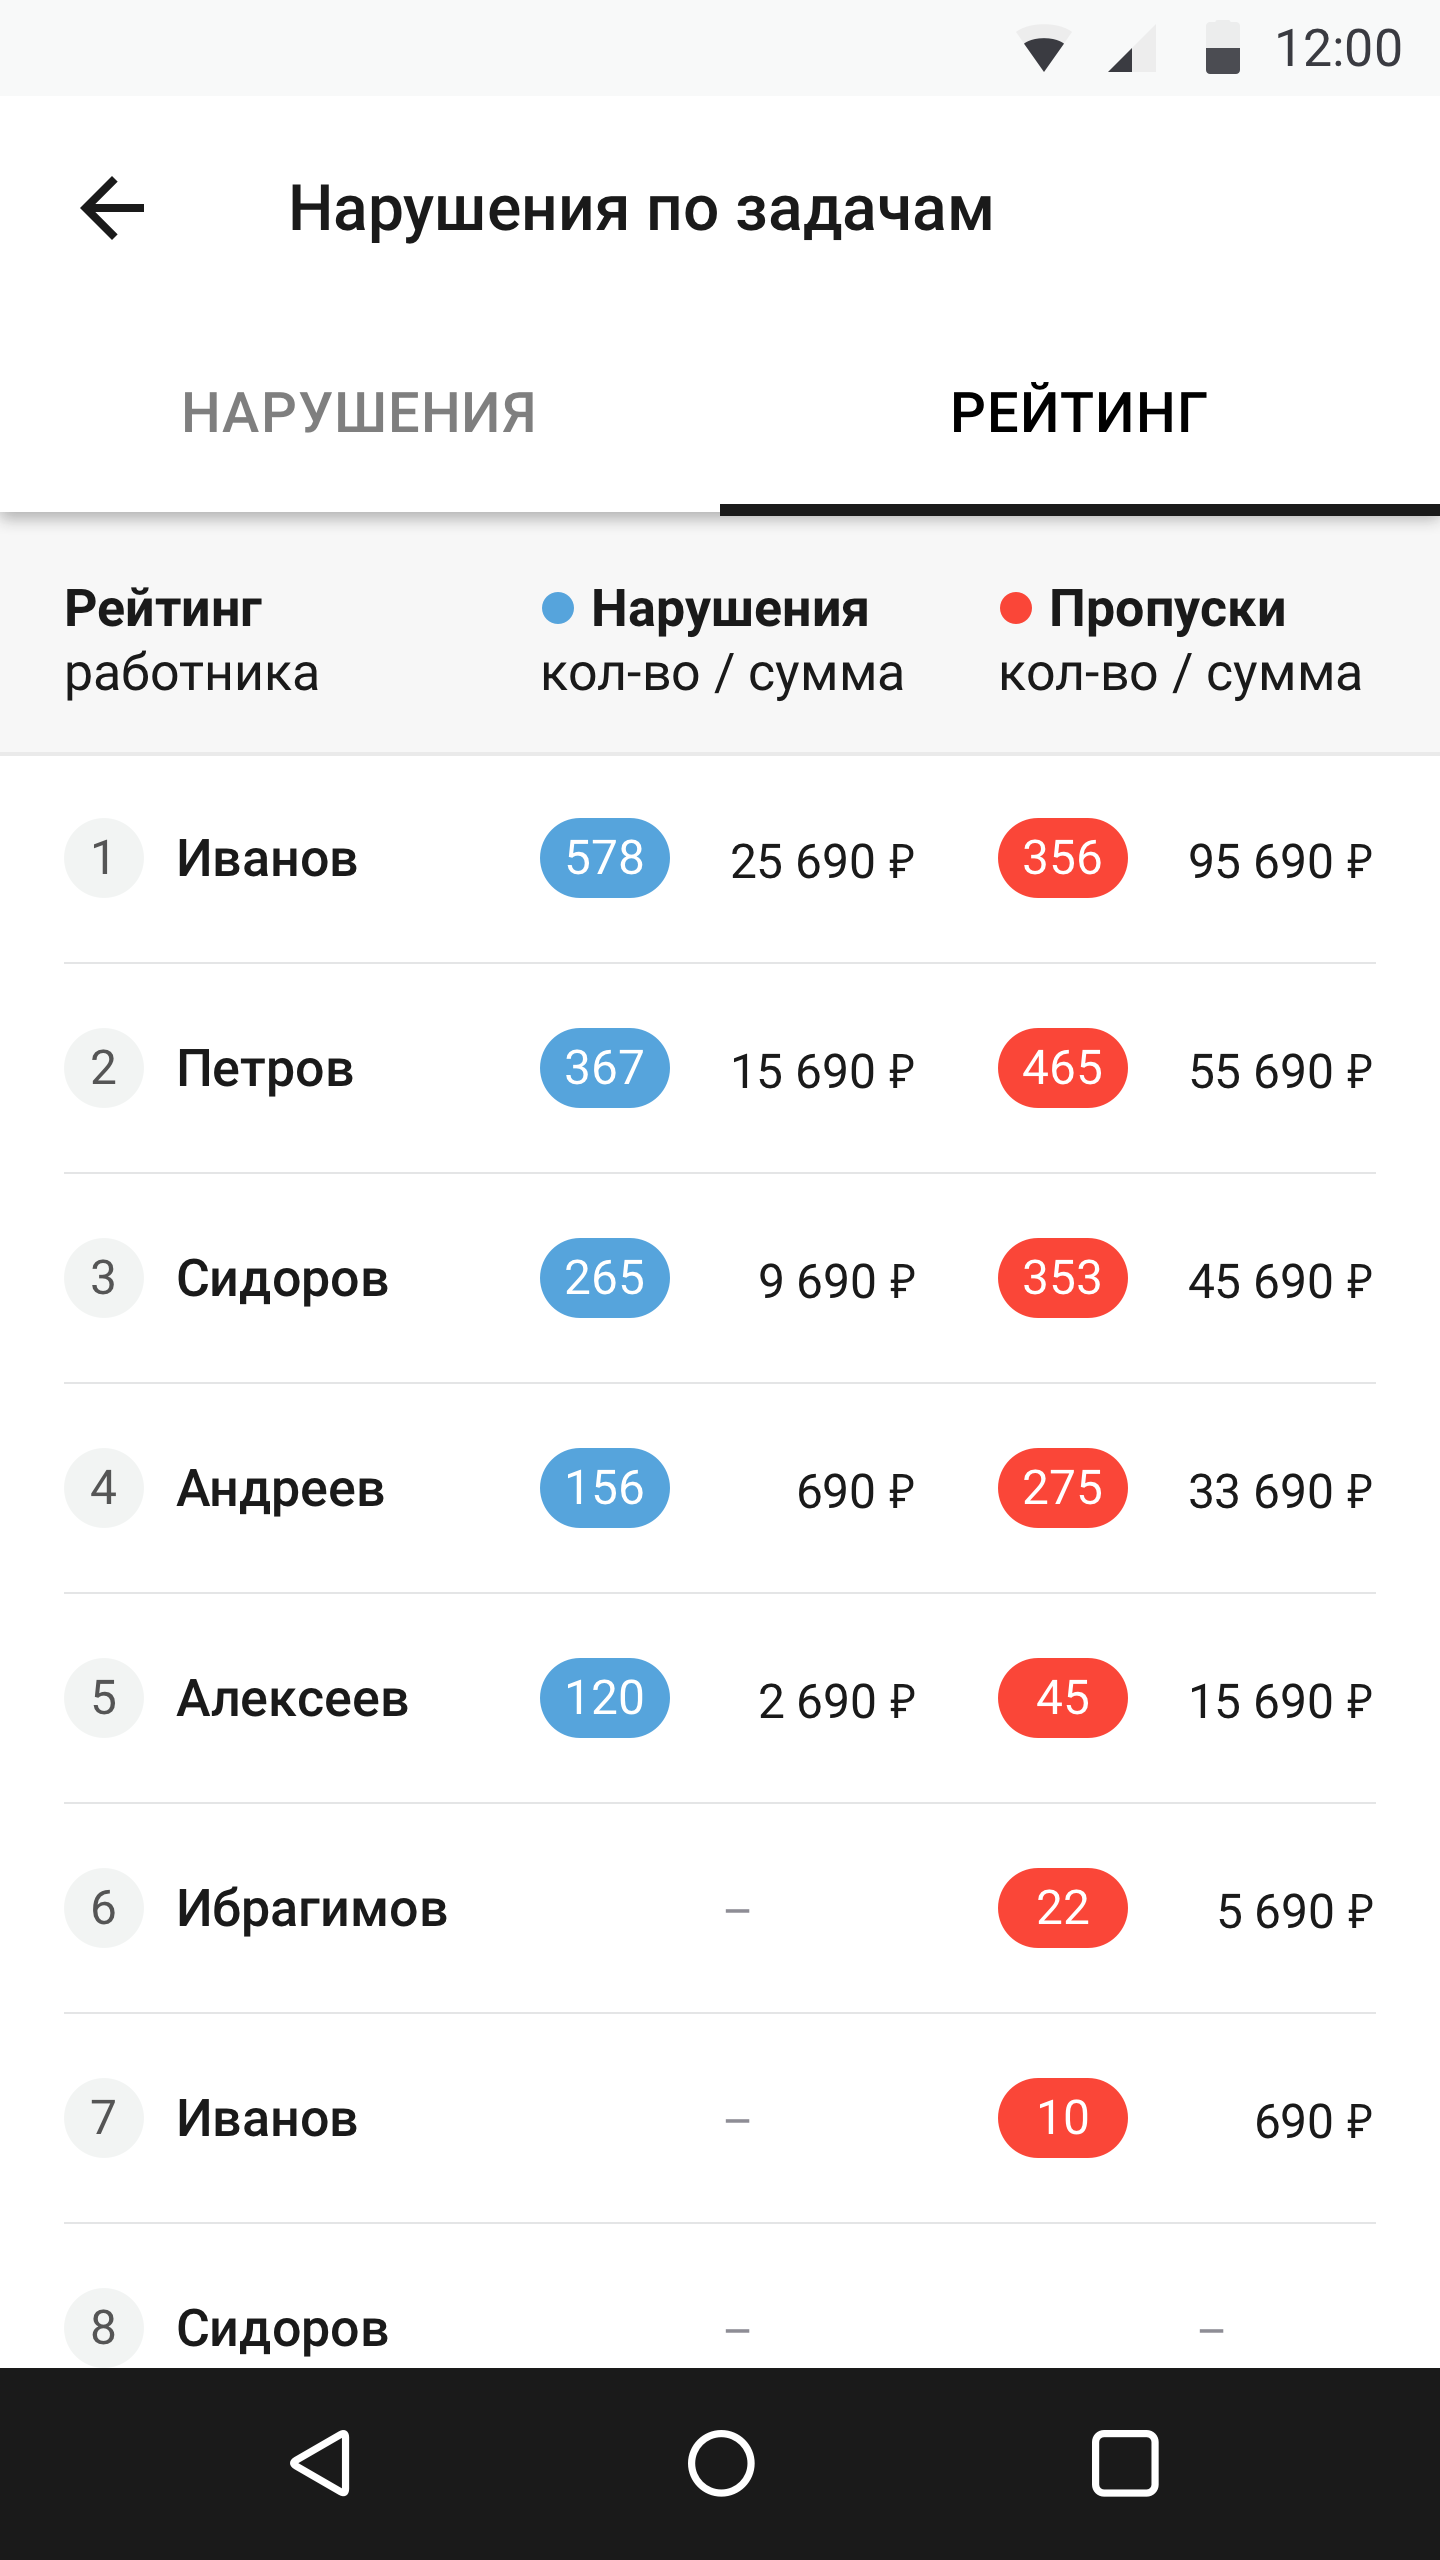 12:00
Нарушения по задачам
НАРУШЕНИЯ РЕЙТИНГ
Рейтинг Нарушения Пропуски
работника кол-во / сумма кол-во / сумма
1 Иванов 578 25 690 ₽ 356 95 690 ₽
2 Петров 367 15 690 ₽ 465 55 690 ₽
3 Сидоров 265 9 690 ₽ 353 45 690 ₽
4 Андреев 156 690 ₽ 275 33 690 ₽
5 Алексеев 120 2 690 ₽ 45 15 690 ₽
6 Ибрагимов – 22 5 690 ₽
7 Иванов – 10 690 ₽
8 Сидоров – –